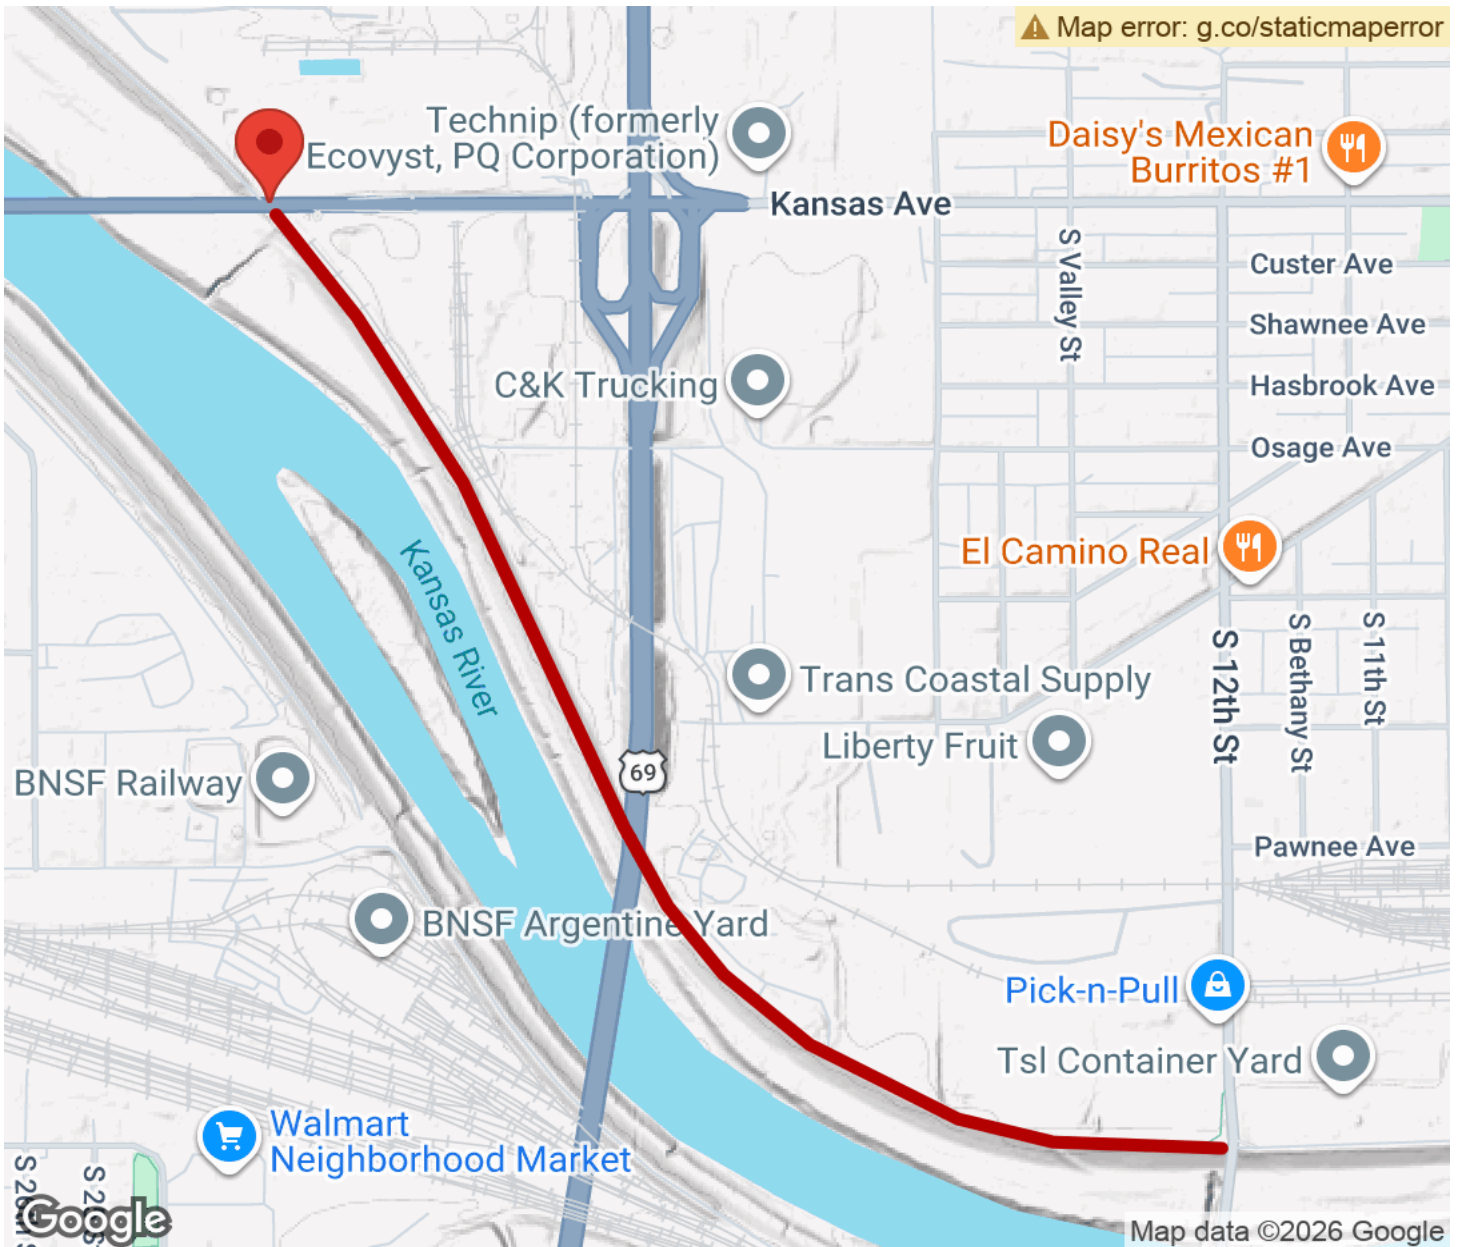 Map error: g.co/staticmaperror
Technip (formerly
Ecovyst, PQ Corporation)
Daisy's Mexican
Burritos #1
Kansas Ave
S Valley St
Custer Ave
Shawnee Ave
C&K Trucking
Hasbrook Ave
Osage Ave
El Camino Real
Kansas River
S 12th St
S Bethany St
S 11th St
Trans Coastal Supply
Liberty Fruit
69
BNSF Railway
Pawnee Ave
BNSF Argentine Yard
Pick-n-Pull
Tsl Container Yard
Walmart
Neighborhood Market
Google
Map data ©2026 Google